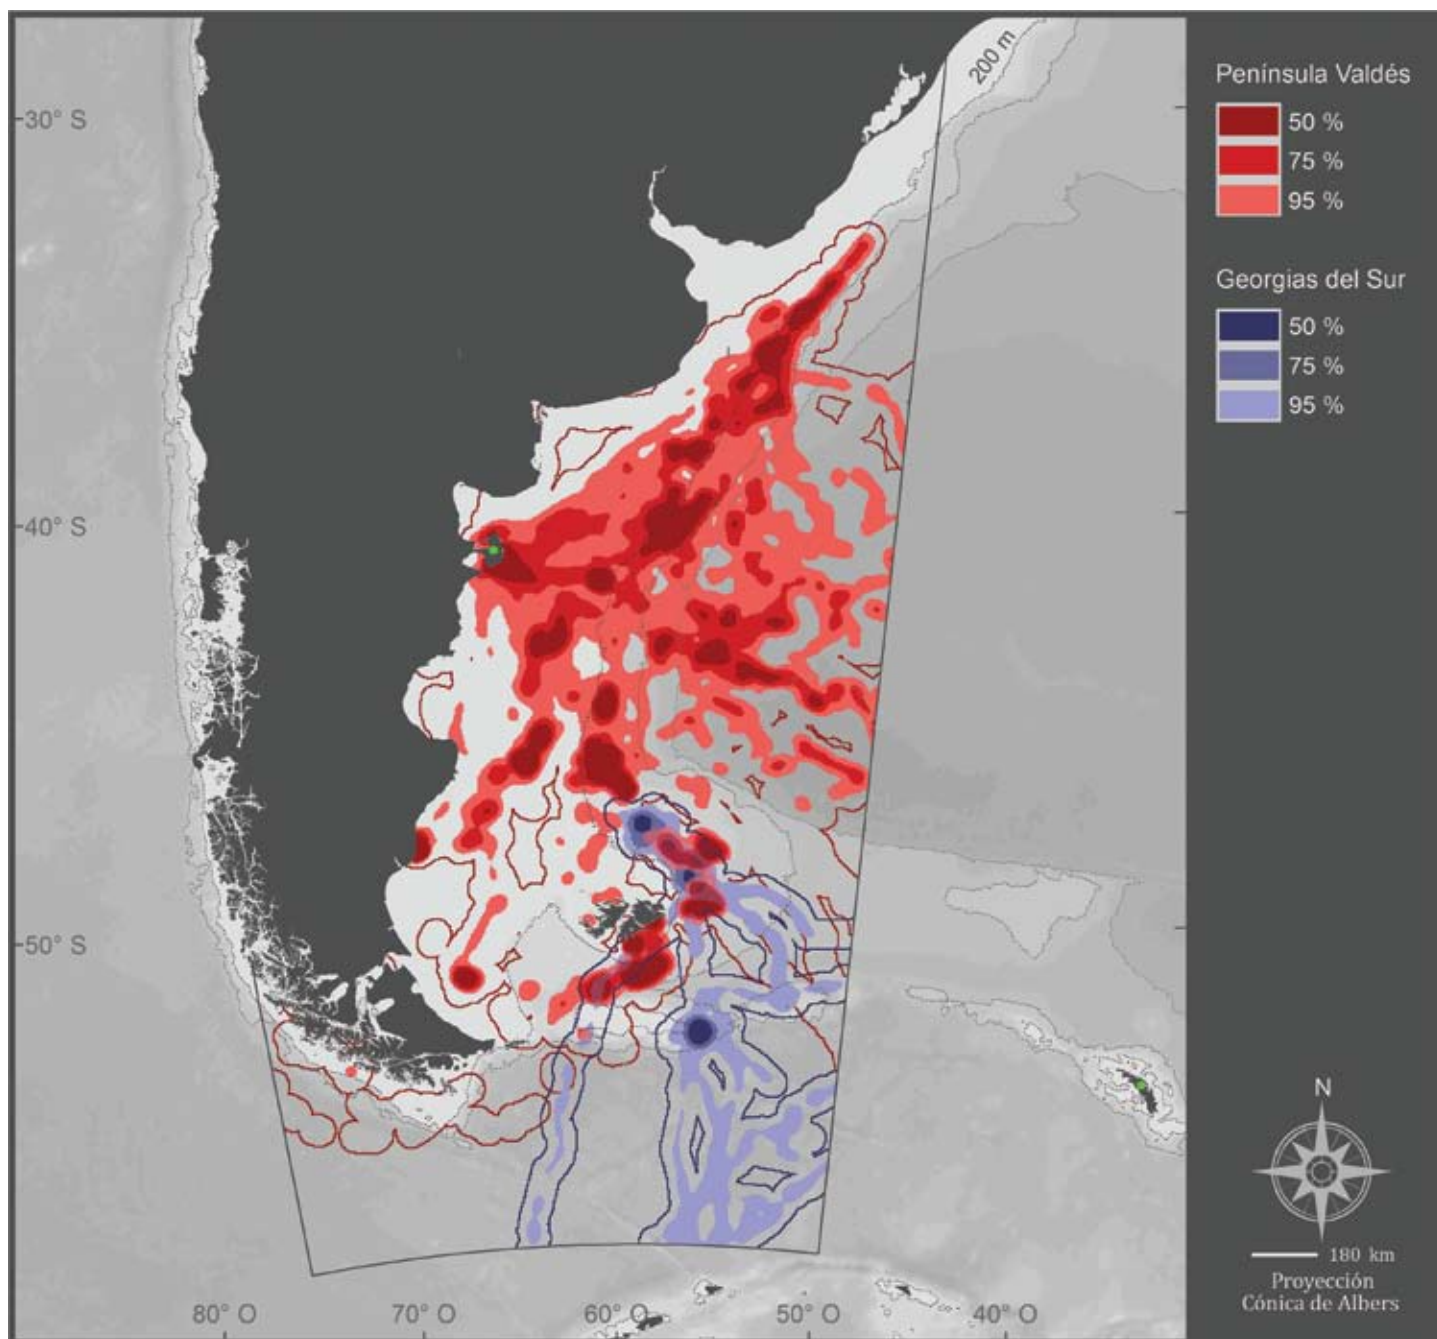 200 m
30° S
40° S
50° S
80° O
70° O
60° O
50° O
40° O
Península Valdés
50 %
75 %
95 %
Georgias del Sur
50 %
75 %
95 %
N
180 km
Proyección
Cónica de Albers